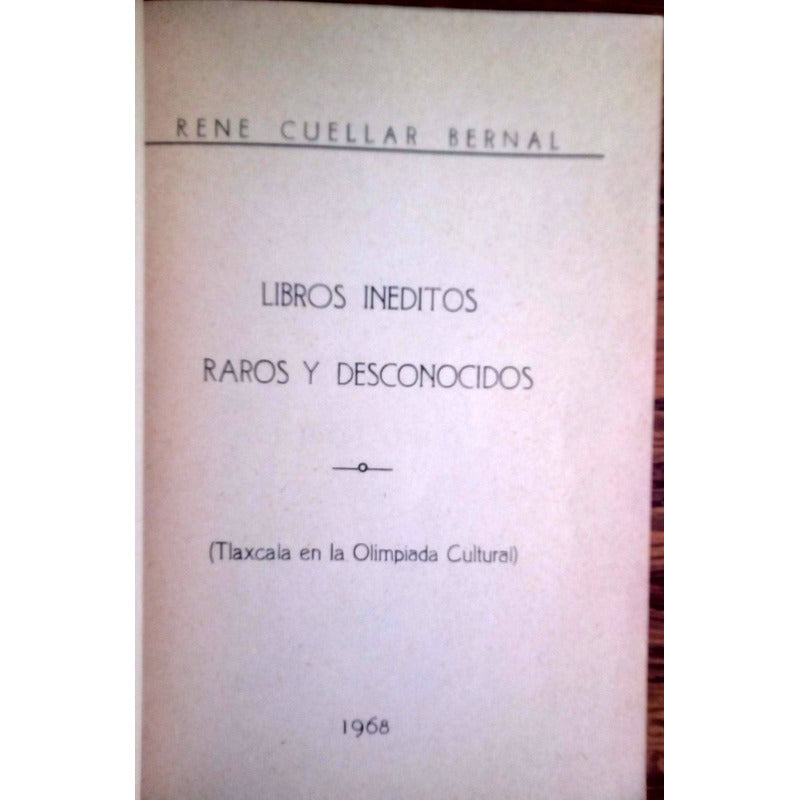 RENE CUELLAR BERNAL
LIBROS INEDITOS
RAROS Y DESCONOCIDOS
(Tlaxcala en la Olimpiada Cultural)
1968